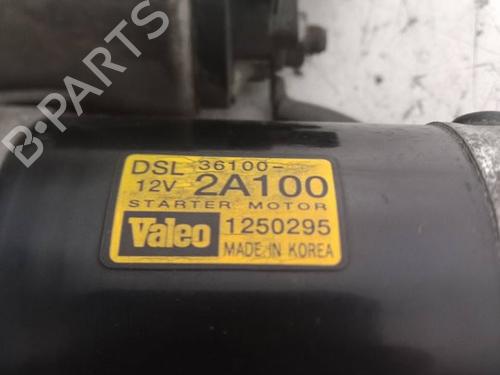 B-PARTS
DSL 36100-
12V 2A100
STARTER MOTOR
Valeo 1250295
MADE IN KOREA